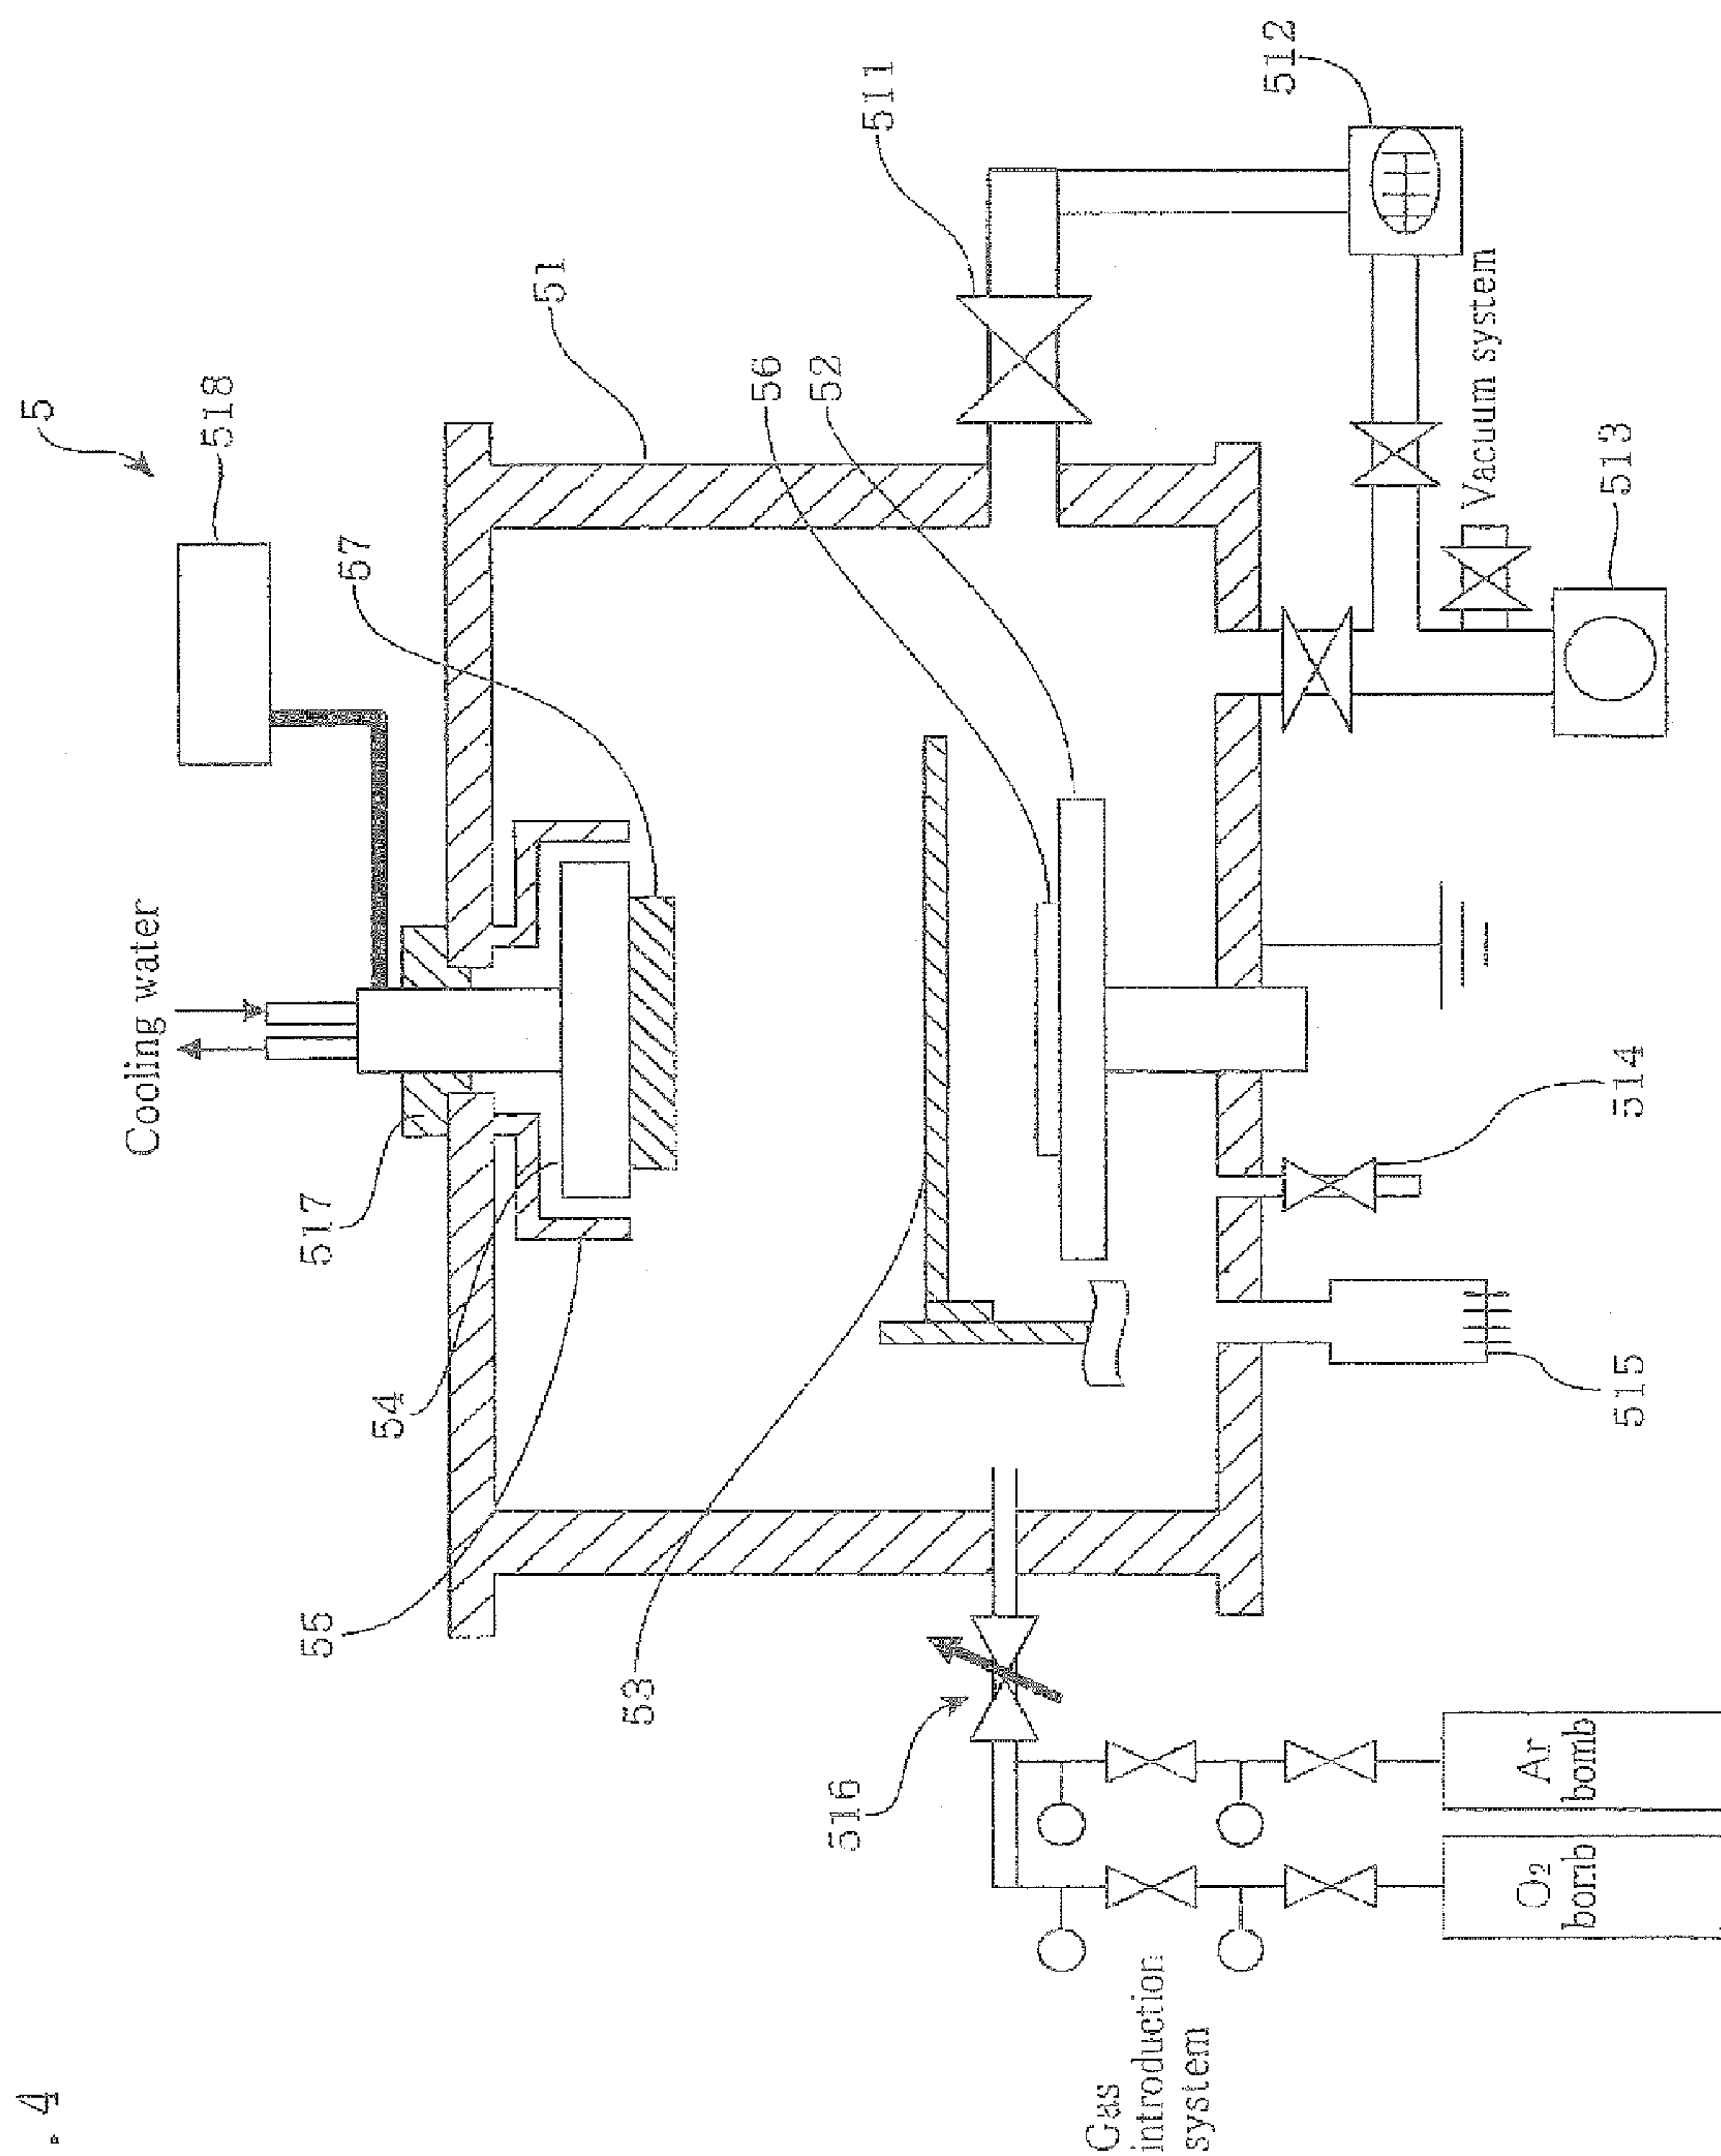 . 4
5
518
Cooling water
517
57
51
54
55
56
52
53
511
512
Vacuum system
513
514
515
516
Gas
introduction
system
O₂
bomb
Ar
bomb